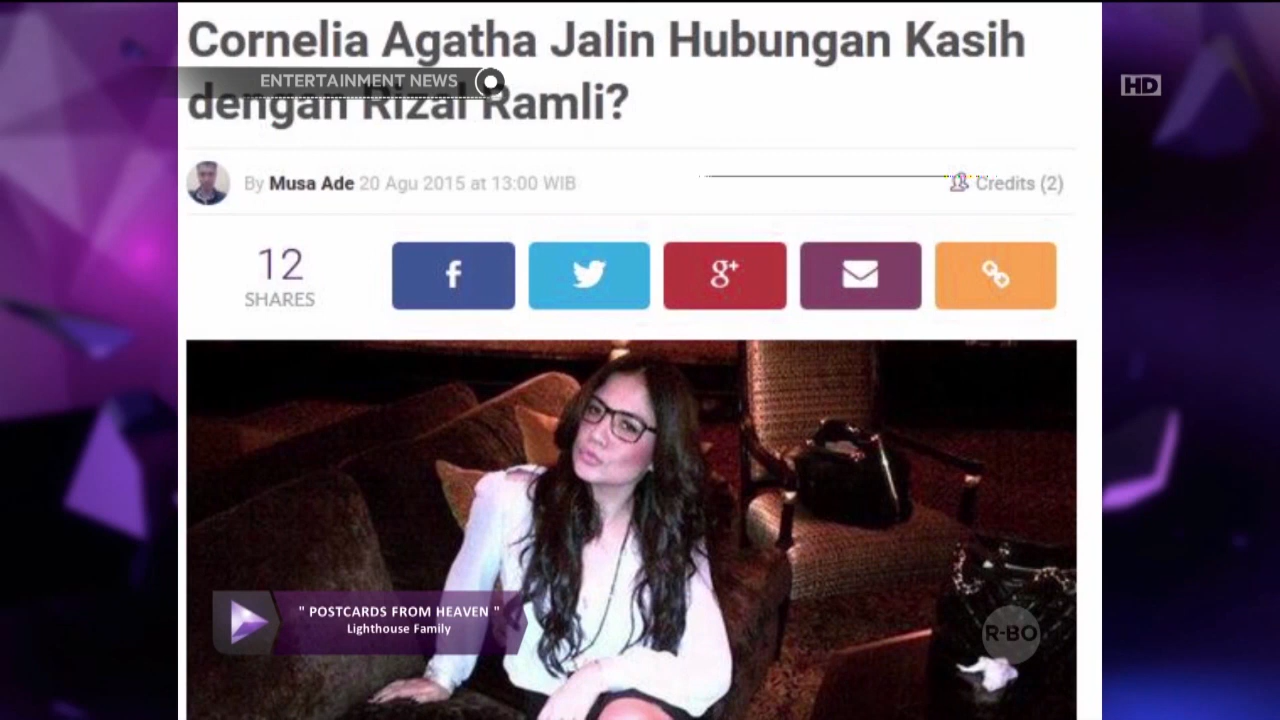 Cornelia Agatha Jalin Hubungan Kasih
ENTERTAINMENT NEWS
HD
dengan Rizal Ramli?
By Musa Ade 20 Agu 2015 at 13:00 WIB
Credits (2)
12
SHARES
f
g+
" POSTCARDS FROM HEAVEN "
Lighthouse Family
R-BO